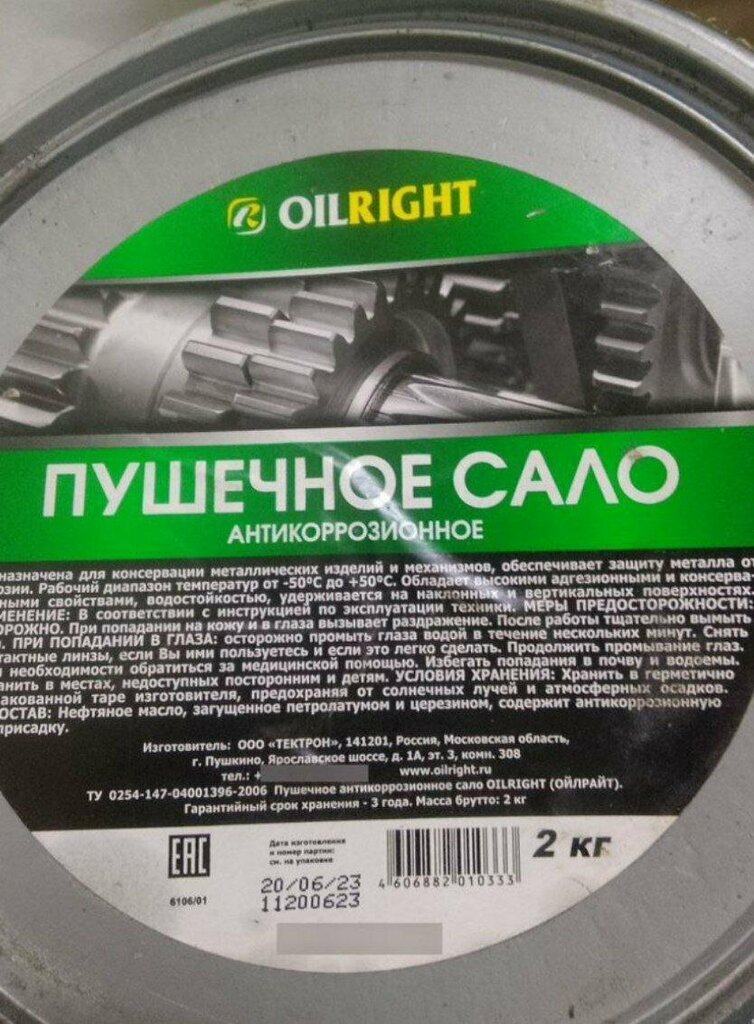 OILRIGHT
ПУШЕЧНОЕ САЛО
АНТИКОРРОЗИОННОЕ
назначена для консервации металлических изделий и механизмов, обеспечивает защиту металла от
озии. Рабочий диапазон температур от -50°С до +50°С. Обладает высокими адгезионными и консерва
ными свойствами, водостойкостью, удерживается на наклонных и вертикальных поверхностях.
МЕНЕНИЕ: В соответствии с инструкцией по эксплуатации техники. МЕРЫ ПРЕДОСТОРОЖНОСТИ:
ОРОЖНО. При попадании на кожу и в глаза вызывает раздражение. После работы тщательно вымыть
. ПРИ ПОПАДАНИИ В ГЛАЗА: осторожно промыть глаза водой в течение нескольких минут. Снять
тактные линзы, если Вы ими пользуетесь и если это легко сделать. Продолжить промывание глаз.
и необходимости обратиться за медицинской помощью. Избегать попадания в почву и водоемы.
анить в местах, недоступных посторонним и детям. УСЛОВИЯ ХРАНЕНИЯ: Хранить в герметично
акованной таре изготовителя, предохраняя от солнечных лучей и атмосферных осадков.
ОСТАВ: Нефтяное масло, загущенное петролатумом и церезином, содержит антикоррозионную
присадку.
Изготовитель: ООО «ТЕКТРОН», 141201, Россия, Московская область,
г. Пушкино, Ярославское шоссе, д. 1А, эт. 3, комн. 308
тел.: + www.oilright.ru
ТУ 0254-147-04001396-2006 Пушечное антикоррозионное сало OILRIGHT (ОЙЛРАЙТ).
Гарантийный срок хранения - 3 года. Масса брутто: 2 кг
EAC
6106/01
Дата изготовления
и номер партии:
см. на упаковке
20/06/23
11200623
4 606882 010333
2 кг